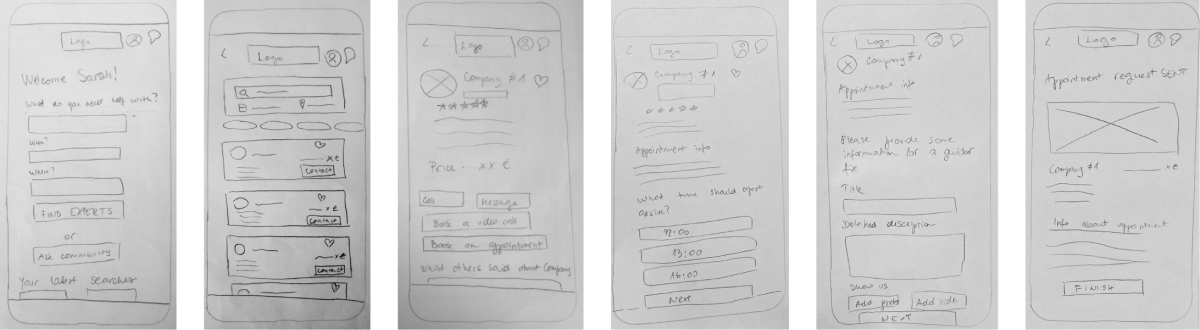 Logo
Welcome Sarah!
What do you need help with?
When?
Where?
FIND EXPERTS
or
Ask community
Your latest searches
Logo
xx €
Contact
xx €
Contact
xx €
Contact
Logo
Company #1
Price - xx €
Call
Message
Book a video call
Book an appointment
What others said about Company
Logo
Company #1
Appointment info
What time should expert
arrive?
12:00
13:00
16:00
Next
Logo
Company #1
Appointment info
Please provide some
information for a quicker
fix
Title
Detailed description
Show us
Add photo
Add video
NEXT
Logo
Appointment request SENT
Company #1
xx €
Info about appointment
FINISH